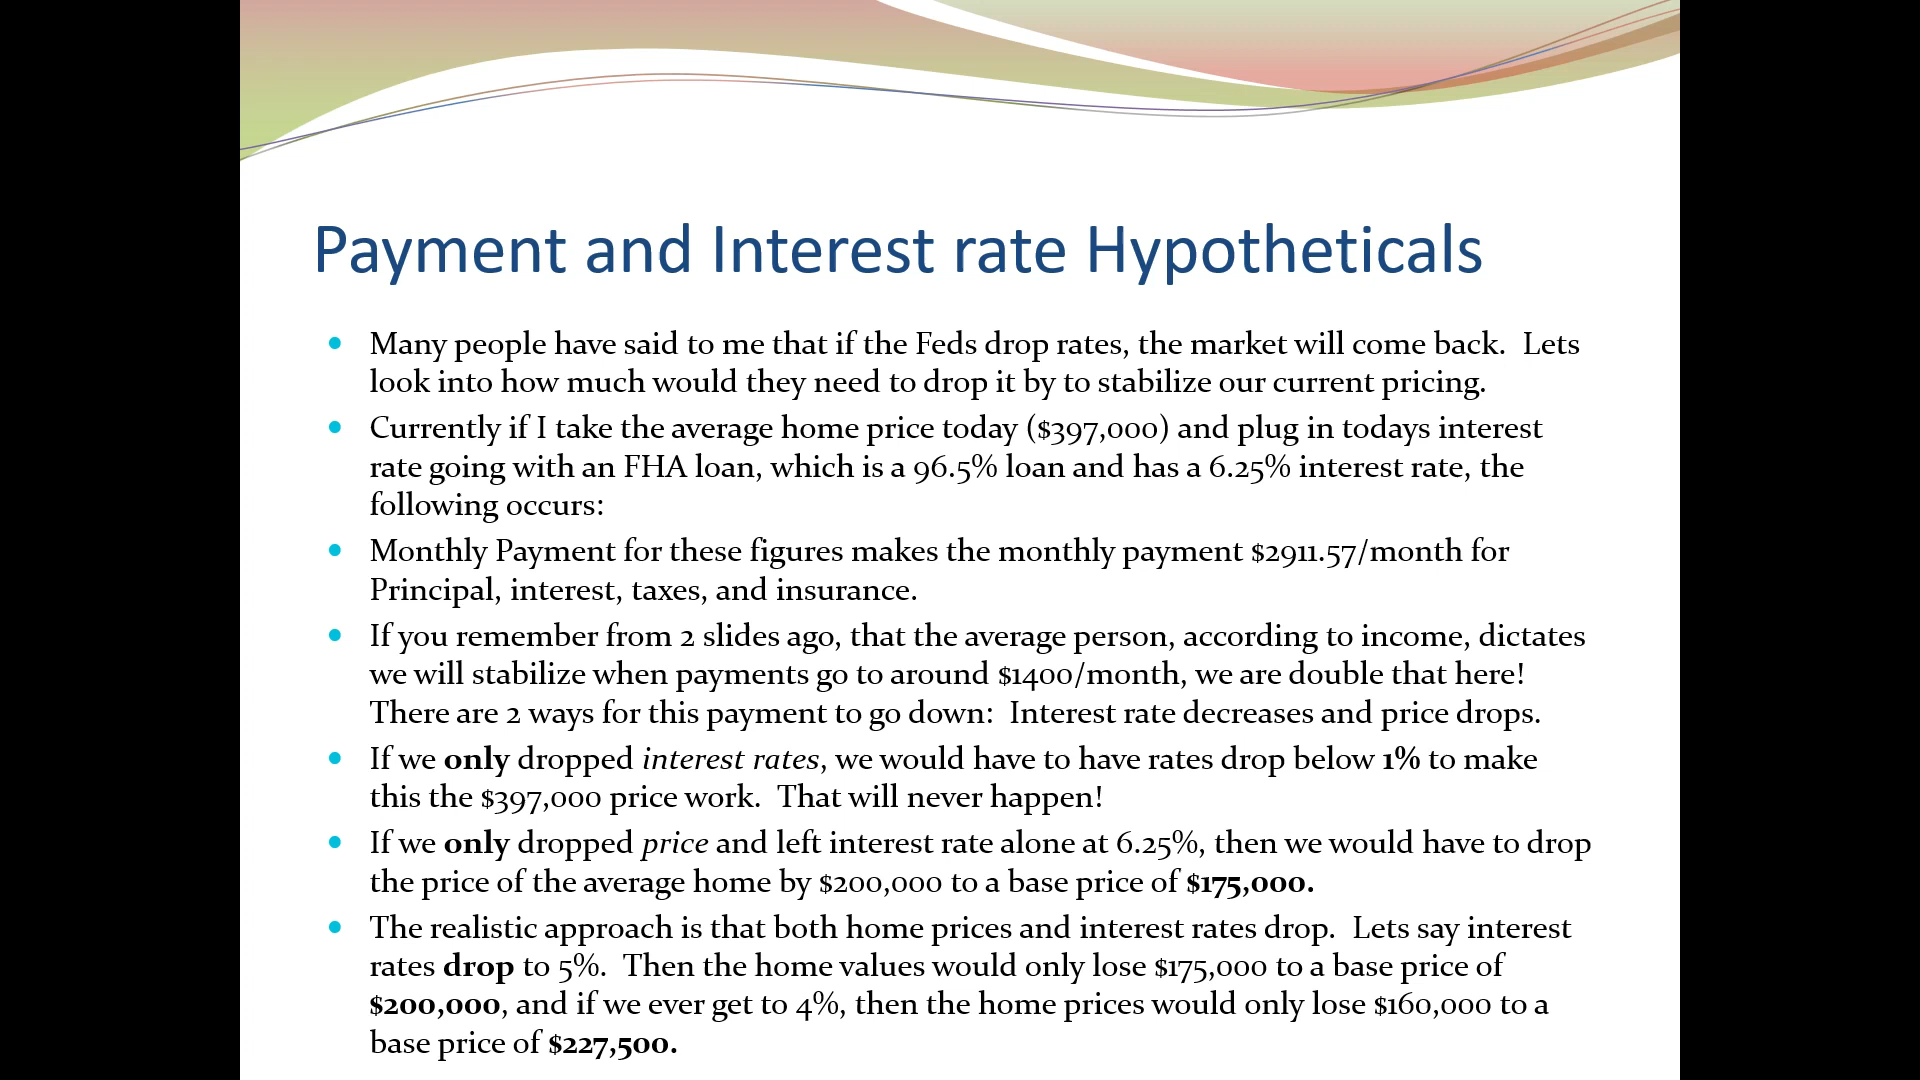 Payment and Interest rate Hypotheticals
Many people have said to me that if the Feds drop rates, the market will come back.  Lets
look into how much would they need to drop it by to stabilize our current pricing.
Currently if I take the average home price today ($397,000) and plug in todays interest
rate going with an FHA loan, which is a 96.5% loan and has a 6.25% interest rate, the
following occurs:
Monthly Payment for these figures makes the monthly payment $2911.57/month for
Principal, interest, taxes, and insurance.
If you remember from 2 slides ago, that the average person, according to income, dictates
we will stabilize when payments go to around $1400/month, we are double that here!
There are 2 ways for this payment to go down:  Interest rate decreases and price drops.
If we only dropped interest rates, we would have to have rates drop below 1% to make
this the $397,000 price work.  That will never happen!
If we only dropped price and left interest rate alone at 6.25%, then we would have to drop
the price of the average home by $200,000 to a base price of $175,000.
The realistic approach is that both home prices and interest rates drop.  Lets say interest
rates drop to 5%.  Then the home values would only lose $175,000 to a base price of
$200,000, and if we ever get to 4%, then the home prices would only lose $160,000 to a
base price of $227,500.